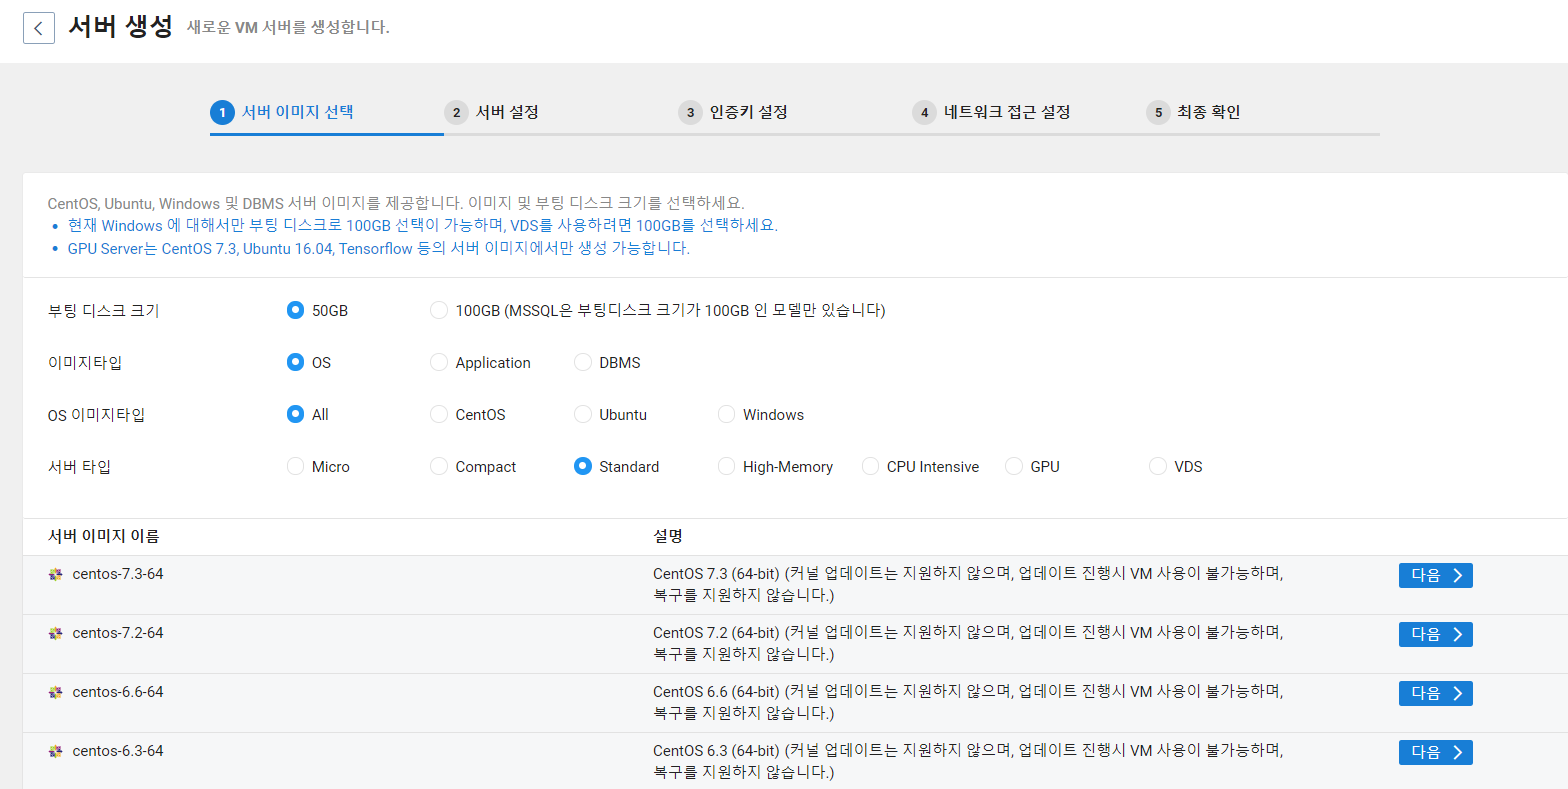 서버 생성 새로운 VM 서버를 생성합니다.
1 서버 이미지 선택 2 서버 설정 3 인증키 설정 4 네트워크 접근 설정 5 최종 확인
CentOS, Ubuntu, Windows 및 DBMS 서버 이미지를 제공합니다. 이미지 및 부팅 디스크 크기를 선택하세요.
• 현재 Windows 에 대해서만 부팅 디스크로 100GB 선택이 가능하며, VDS를 사용하려면 100GB를 선택하세요.
• GPU Server는 CentOS 7.3, Ubuntu 16.04, Tensorflow 등의 서버 이미지에서만 생성 가능합니다.
부팅 디스크 크기 50GB 100GB (MSSQL은 부팅디스크 크기가 100GB 인 모델만 있습니다)
이미지타입 OS Application DBMS
OS 이미지타입 All CentOS Ubuntu Windows
서버 타입 Micro Compact Standard High-Memory CPU Intensive GPU VDS
서버 이미지 이름 설명
centos-7.3-64 CentOS 7.3 (64-bit) (커널 업데이트는 지원하지 않으며, 업데이트 진행시 VM 사용이 불가능하며, 다음
복구를 지원하지 않습니다.)
centos-7.2-64 CentOS 7.2 (64-bit) (커널 업데이트는 지원하지 않으며, 업데이트 진행시 VM 사용이 불가능하며, 다음
복구를 지원하지 않습니다.)
centos-6.6-64 CentOS 6.6 (64-bit) (커널 업데이트는 지원하지 않으며, 업데이트 진행시 VM 사용이 불가능하며, 다음
복구를 지원하지 않습니다.)
centos-6.3-64 CentOS 6.3 (64-bit) (커널 업데이트는 지원하지 않으며, 업데이트 진행시 VM 사용이 불가능하며, 다음
복구를 지원하지 않습니다.)